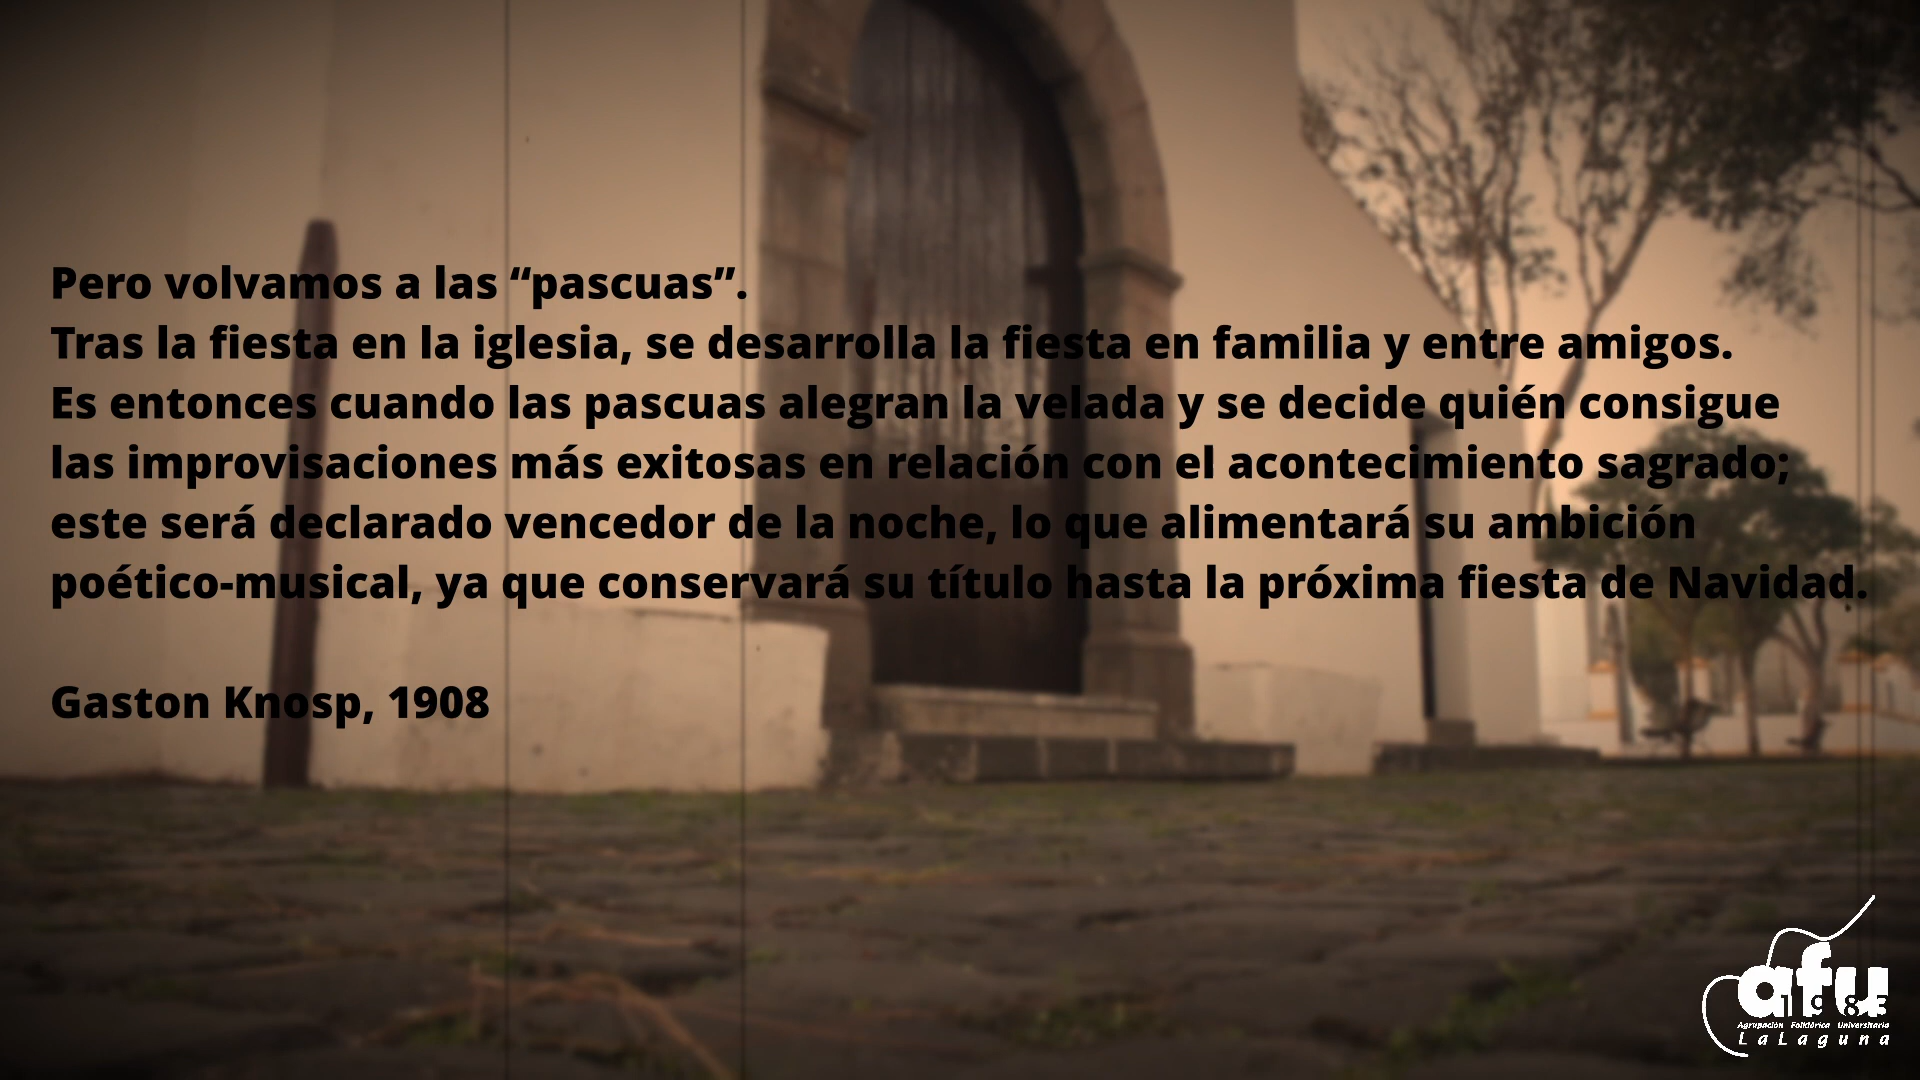 Pero volvamos a las “pascuas”.
Tras la fiesta en la iglesia, se desarrolla la fiesta en familia y entre amigos.
Es entonces cuando las pascuas alegran la velada y se decide quién consigue
las improvisaciones más exitosas en relación con el acontecimiento sagrado;
este será declarado vencedor de la noche, lo que alimentará su ambición
poético-musical, ya que conservará su título hasta la próxima fiesta de Navidad.
Gaston Knosp, 1908
afu
1983
Agrupación Folklórica Universitaria
LaLaguna